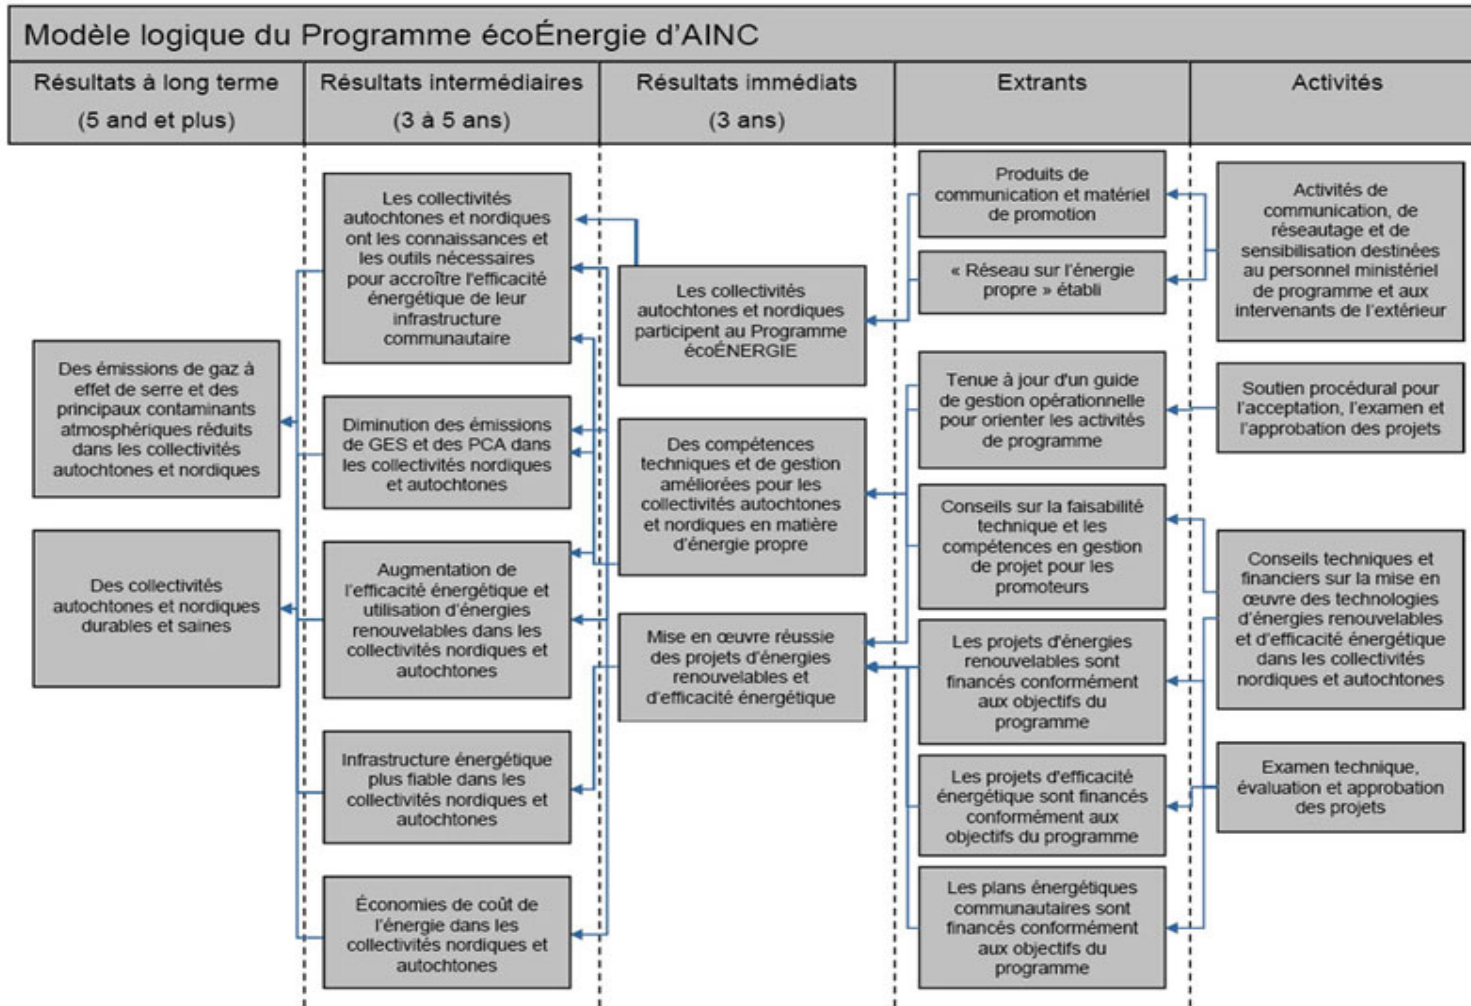 Modèle logique du Programme écoÉnergie d'AINC
Résultats à long terme
(5 and et plus)
Résultats intermédiaires
(3 à 5 ans)
Résultats immédiats
(3 ans)
Extrants
Activités
Des émissions de gaz à
effet de serre et des
principaux contaminants
atmosphériques réduits
dans les collectivités
autochtones et nordiques
Des collectivités
autochtones et nordiques
durables et saines
Les collectivités
autochtones et nordiques
ont les connaissances et
les outils nécessaires
pour accroître l'efficacité
énergétique de leur
infrastructure
communautaire
Diminution des émissions
de GES et des PCA dans
les collectivités nordiques
et autochtones
Augmentation de
l'efficacité énergétique et
utilisation d'énergies
renouvelables dans les
collectivités nordiques et
autochtones
Infrastructure énergétique
plus fiable dans les
collectivités nordiques et
autochtones
Économies de coût de
l'énergie dans les
collectivités nordiques et
autochtones
Les collectivités
autochtones et nordiques
participent au Programme
écoÉNERGIE
Des compétences
techniques et de gestion
améliorées pour les
collectivités autochtones
et nordiques en matière
d'énergie propre
Mise en œuvre réussie
des projets d'énergies
renouvelables et
d'efficacité énergétique
Produits de
communication et matériel
de promotion
« Réseau sur l'énergie
propre » établi
Tenue à jour d'un guide
de gestion opérationnelle
pour orienter les activités
de programme
Conseils sur la faisabilité
technique et les
compétences en gestion
de projet pour les
promoteurs
Les projets d'énergies
renouvelables sont
financés conformément
aux objectifs du
programme
Les projets d'efficacité
énergétique sont financés
conformément aux
objectifs du programme
Les plans énergétiques
communautaires sont
financés conformément
aux objectifs du
programme
Activités de
communication, de
réseautage et de
sensibilisation destinées
au personnel ministériel
de programme et aux
intervenants de l'extérieur
Soutien procédural pour
l'acceptation, l'examen et
l'approbation des projets
Conseils techniques et
financiers sur la mise en
œuvre des technologies
d'énergies renouvelables
et d'efficacité énergétique
dans les collectivités
nordiques et autochtones
Examen technique,
évaluation et approbation
des projets